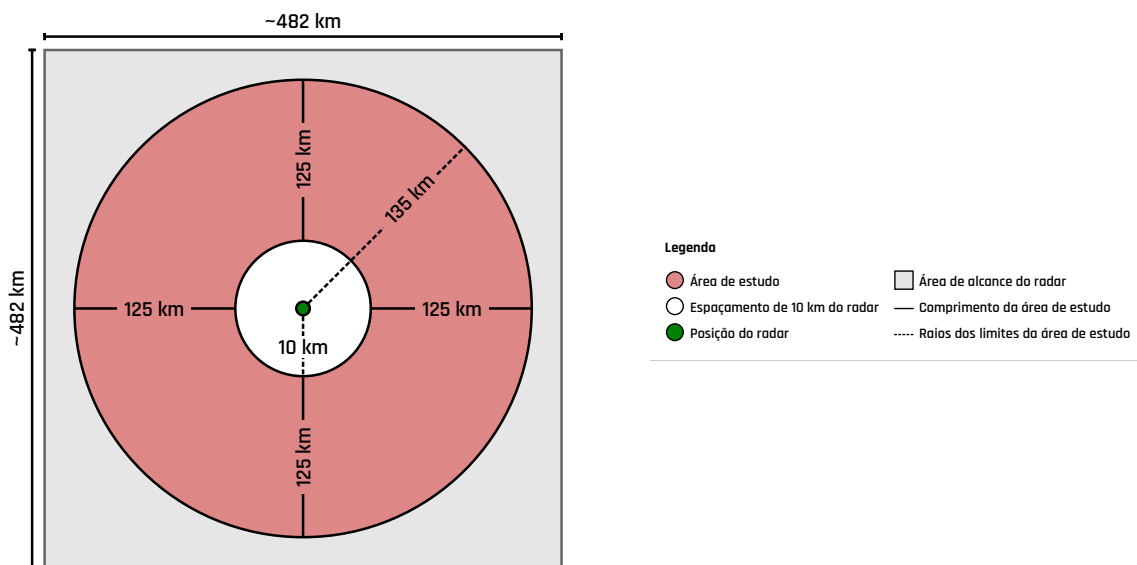 ~482 km
~482 km
125 km
135 km
125 km
125 km
10 km
125 km
Legenda
Área de estudo
Espaçamento de 10 km do radar
Posição do radar
Área de alcance do radar
Comprimento da área de estudo
Raios dos limites da área de estudo